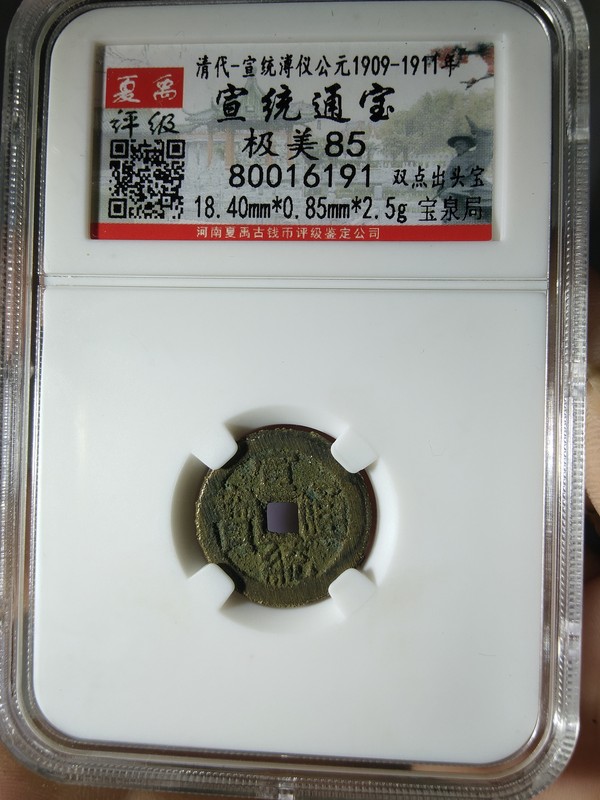 清代-宣统溥仪公元1909-1911年
夏禹
评级
宣统通宝
极美85
80016191 双点出头宝
18.40mm*0.85mm*2.5g 宝泉局
河南夏禹古钱币评级鉴定公司
宣
通
统